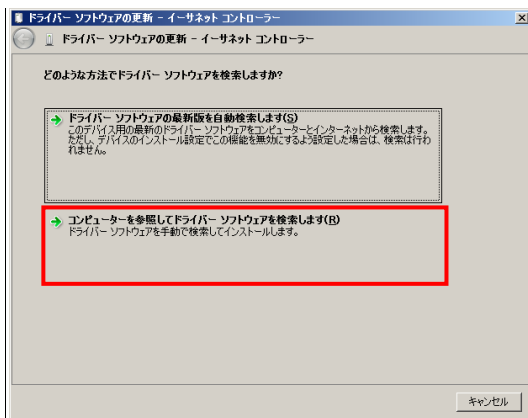 ドライバー ソフトウェアの更新 - イーサネット コントローラー
ドライバー ソフトウェアの更新 - イーサネット コントローラー
どのような方法でドライバー ソフトウェアを検索しますか?
ドライバー ソフトウェアの最新版を自動検索します(S)
このデバイス用の最新のドライバー ソフトウェアをコンピューターとインターネットから検索します。
ただし、デバイスのインストール設定でこの機能を無効にするよう設定した場合は、検索は行わ
れません。
コンピューターを参照してドライバー ソフトウェアを検索します(R)
ドライバー ソフトウェアを手動で検索してインストールします。
キャンセル